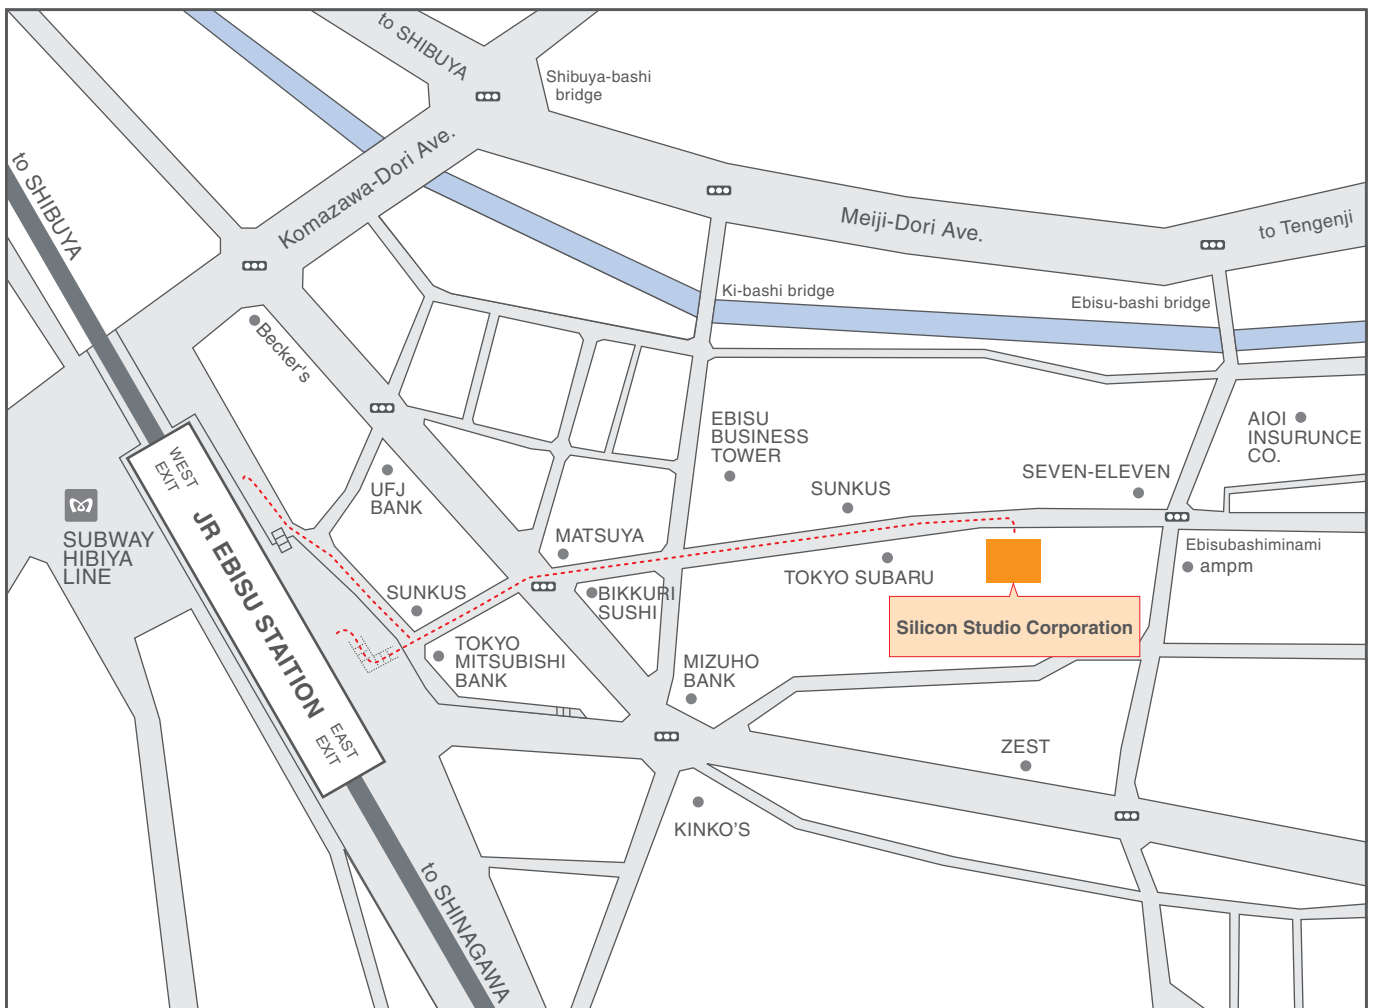 to SHIBUYA
Shibuya-bashi
bridge
Komazawa-Dori Ave.
to SHIBUYA
Meiji-Dori Ave.
to Tengenji
Ki-bashi bridge
Ebisu-bashi bridge
Becker's
EBISU
BUSINESS
TOWER
AIOI
INSURUNCE
CO.
WEST
EXIT
UFJ
BANK
SUNKUS
SEVEN-ELEVEN
SUBWAY
HIBIYA
LINE
JR EBISU STAITION
MATSUYA
TOKYO SUBARU
Ebisubashiminami
ampm
SUNKUS
BIKKURI
SUSHI
Silicon Studio Corporation
TOKYO
MITSUBISHI
BANK
MIZUHO
BANK
EAST
EXIT
ZEST
KINKO'S
to SHINAGAWA